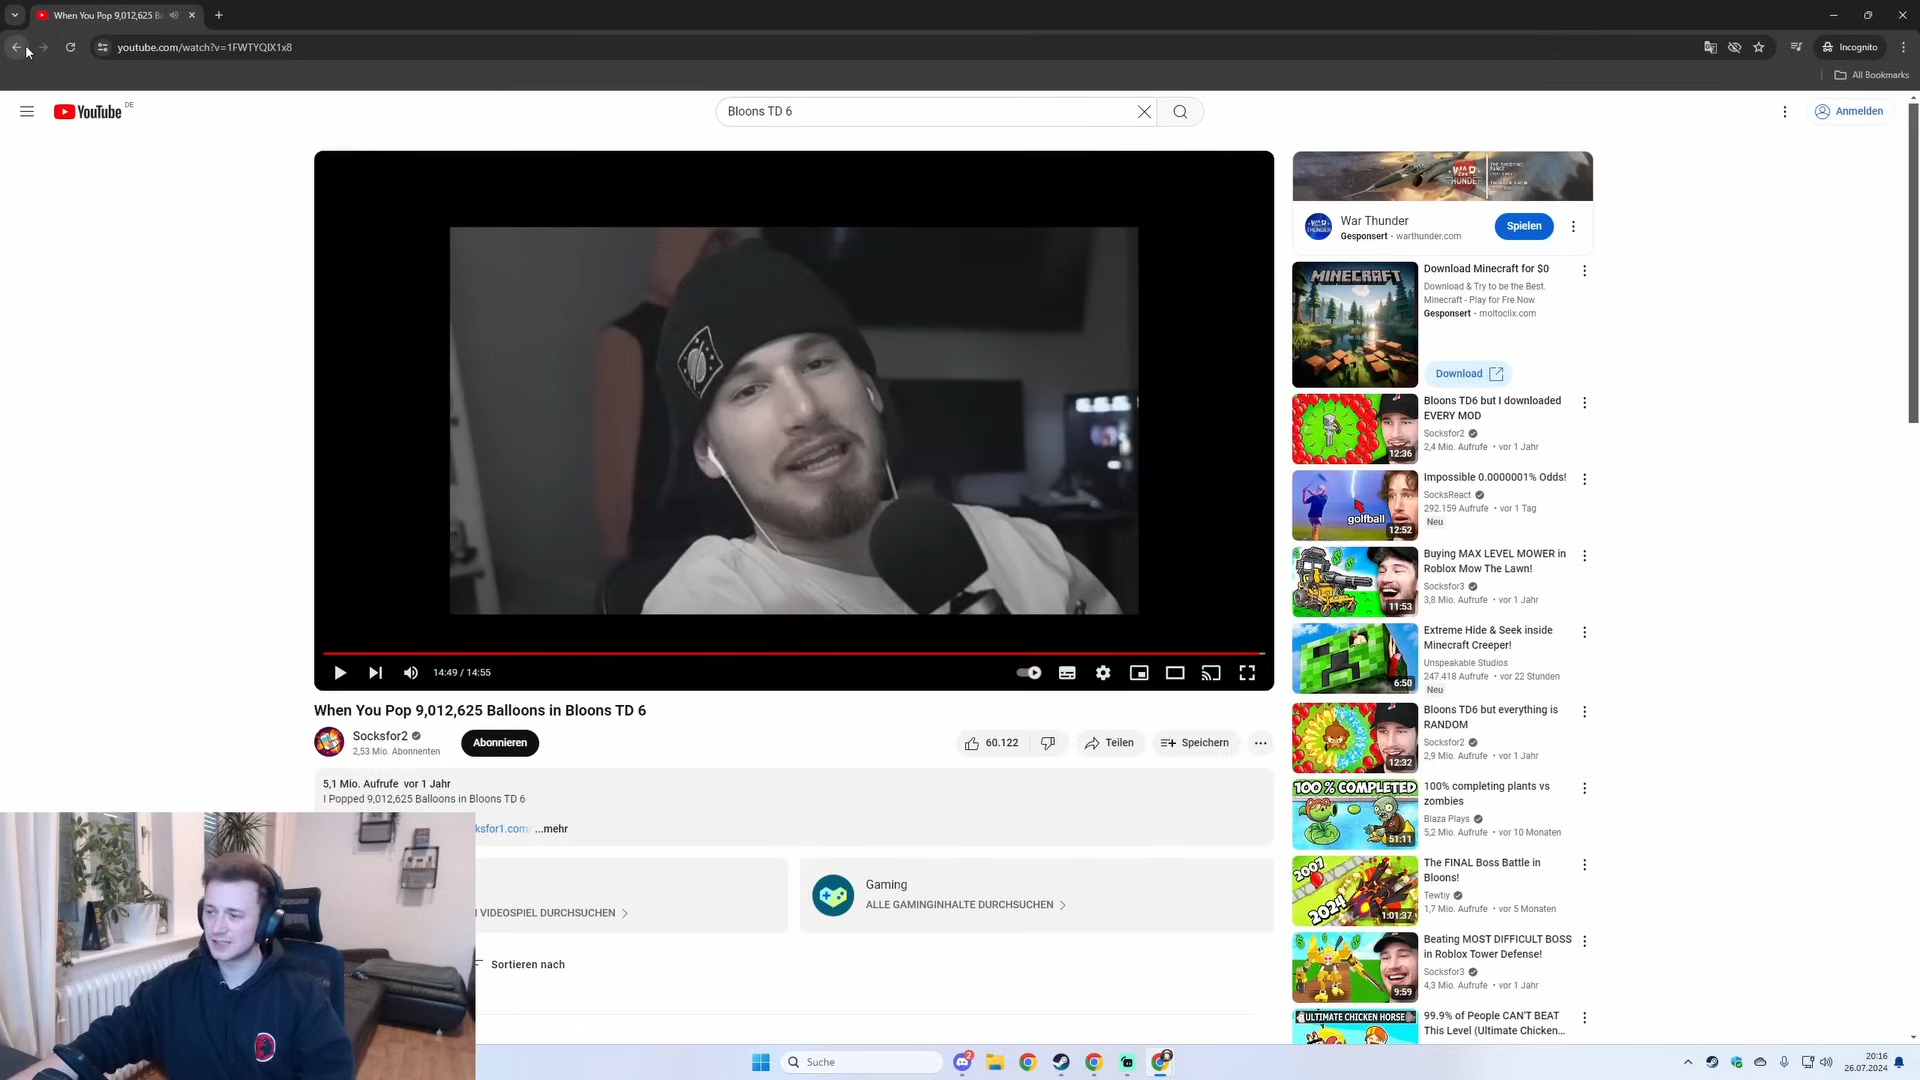 When You Pop 9,012,625 Ba
youtube.com/watch?v=1FWTYQIX1x8
Incognito
All Bookmarks
YouTube DE
Bloons TD 6
Anmelden
14:49 / 14:55
When You Pop 9,012,625 Balloons in Bloons TD 6
Socksfor2
2,53 Mio. Abonnenten
Abonnieren
60.122
Teilen
Speichern
5,1 Mio. Aufrufe vor 1 Jahr
I Popped 9,012,625 Balloons in Bloons TD 6
ksfor1.com/ ...mehr
VIDEOSPIEL DURCHSUCHEN
Gaming
ALLE GAMINGINHALTE DURCHSUCHEN
Sortieren nach
WAR THUNDER
War Thunder
Gesponsert · warthunder.com
Spielen
MINECRAFT
Download Minecraft for $0
Download & Try to be the Best.
Minecraft - Play for Fre Now
Gesponsert · moltoclix.com
Download
12:36
Bloons TD6 but I downloaded
EVERY MOD
Socksfor2
2,4 Mio. Aufrufe • vor 1 Jahr
golfball
12:52
Impossible 0.0000001% Odds!
SocksReact
292.159 Aufrufe • vor 1 Tag
Neu
11:53
Buying MAX LEVEL MOWER in
Roblox Mow The Lawn!
Socksfor3
3,8 Mio. Aufrufe • vor 1 Jahr
6:50
Extreme Hide & Seek inside
Minecraft Creeper!
Unspeakable Studios
247.418 Aufrufe • vor 22 Stunden
Neu
12:32
Bloons TD6 but everything is
RANDOM
Socksfor2
2,9 Mio. Aufrufe • vor 1 Jahr
100% COMPLETED
51:11
100% completing plants vs
zombies
Blaza Plays
5,2 Mio. Aufrufe • vor 10 Monaten
2007
2024
1:01:37
The FINAL Boss Battle in
Bloons!
Tewtiy
1,7 Mio. Aufrufe • vor 5 Monaten
9:59
Beating MOST DIFFICULT BOSS
in Roblox Tower Defense!
Socksfor3
4,3 Mio. Aufrufe • vor 1 Jahr
ULTIMATE CHICKEN HORSE
99.9% of People CAN'T BEAT
This Level (Ultimate Chicken...
Suche
2
20:16
26.07.2024